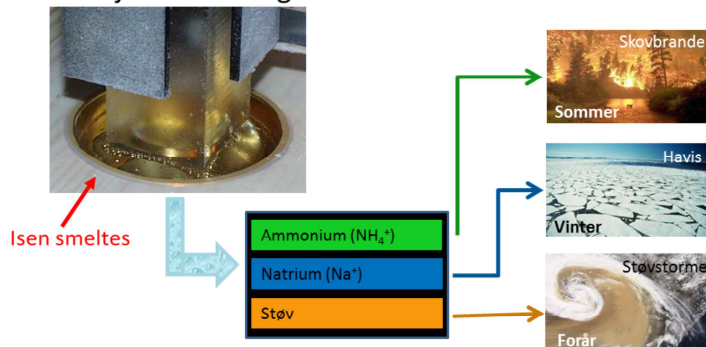 Isen smeltes
Ammonium (NH₄⁺)
Natrium (Na⁺)
Støv
Skovbrande
Sommer
Havis
Vinter
Støvstorme
Forår